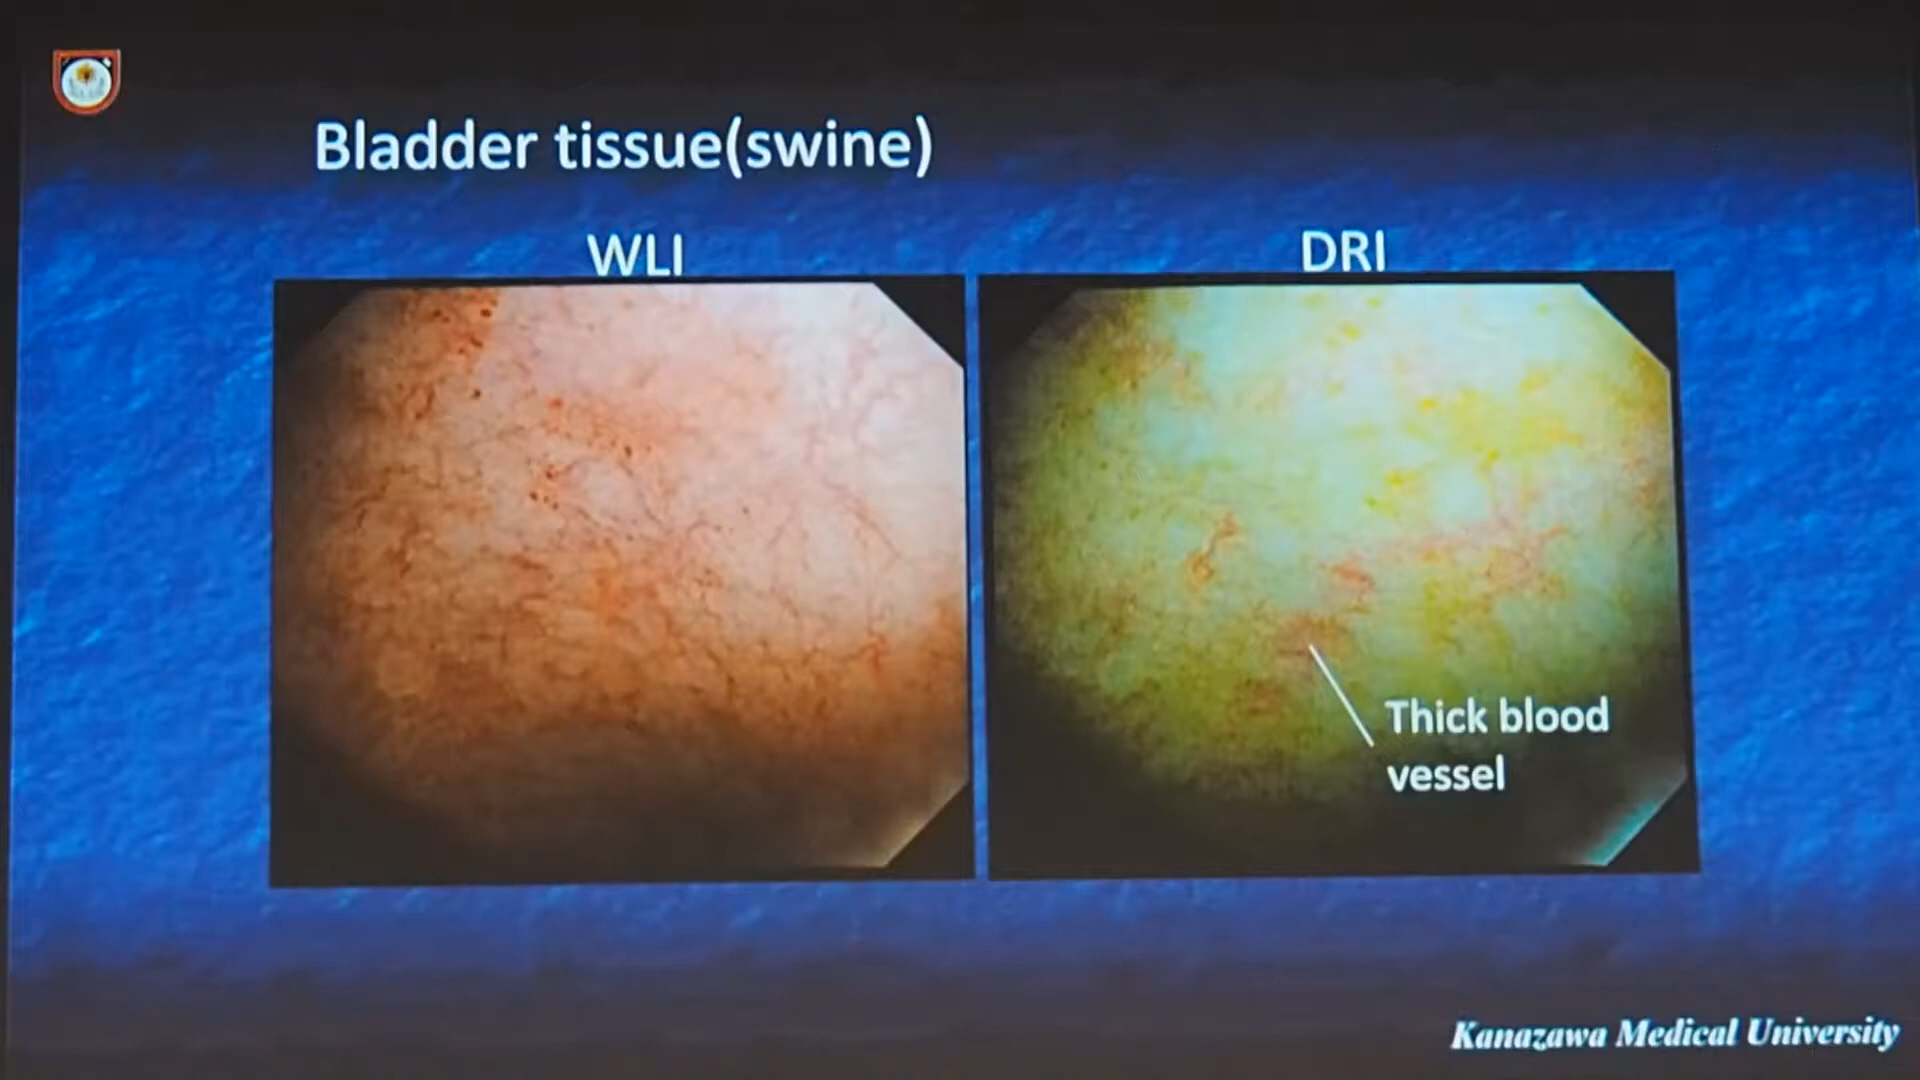 Bladder tissue(swine)
WLI
DRI
Thick blood
vessel
Kanazawa Medical University